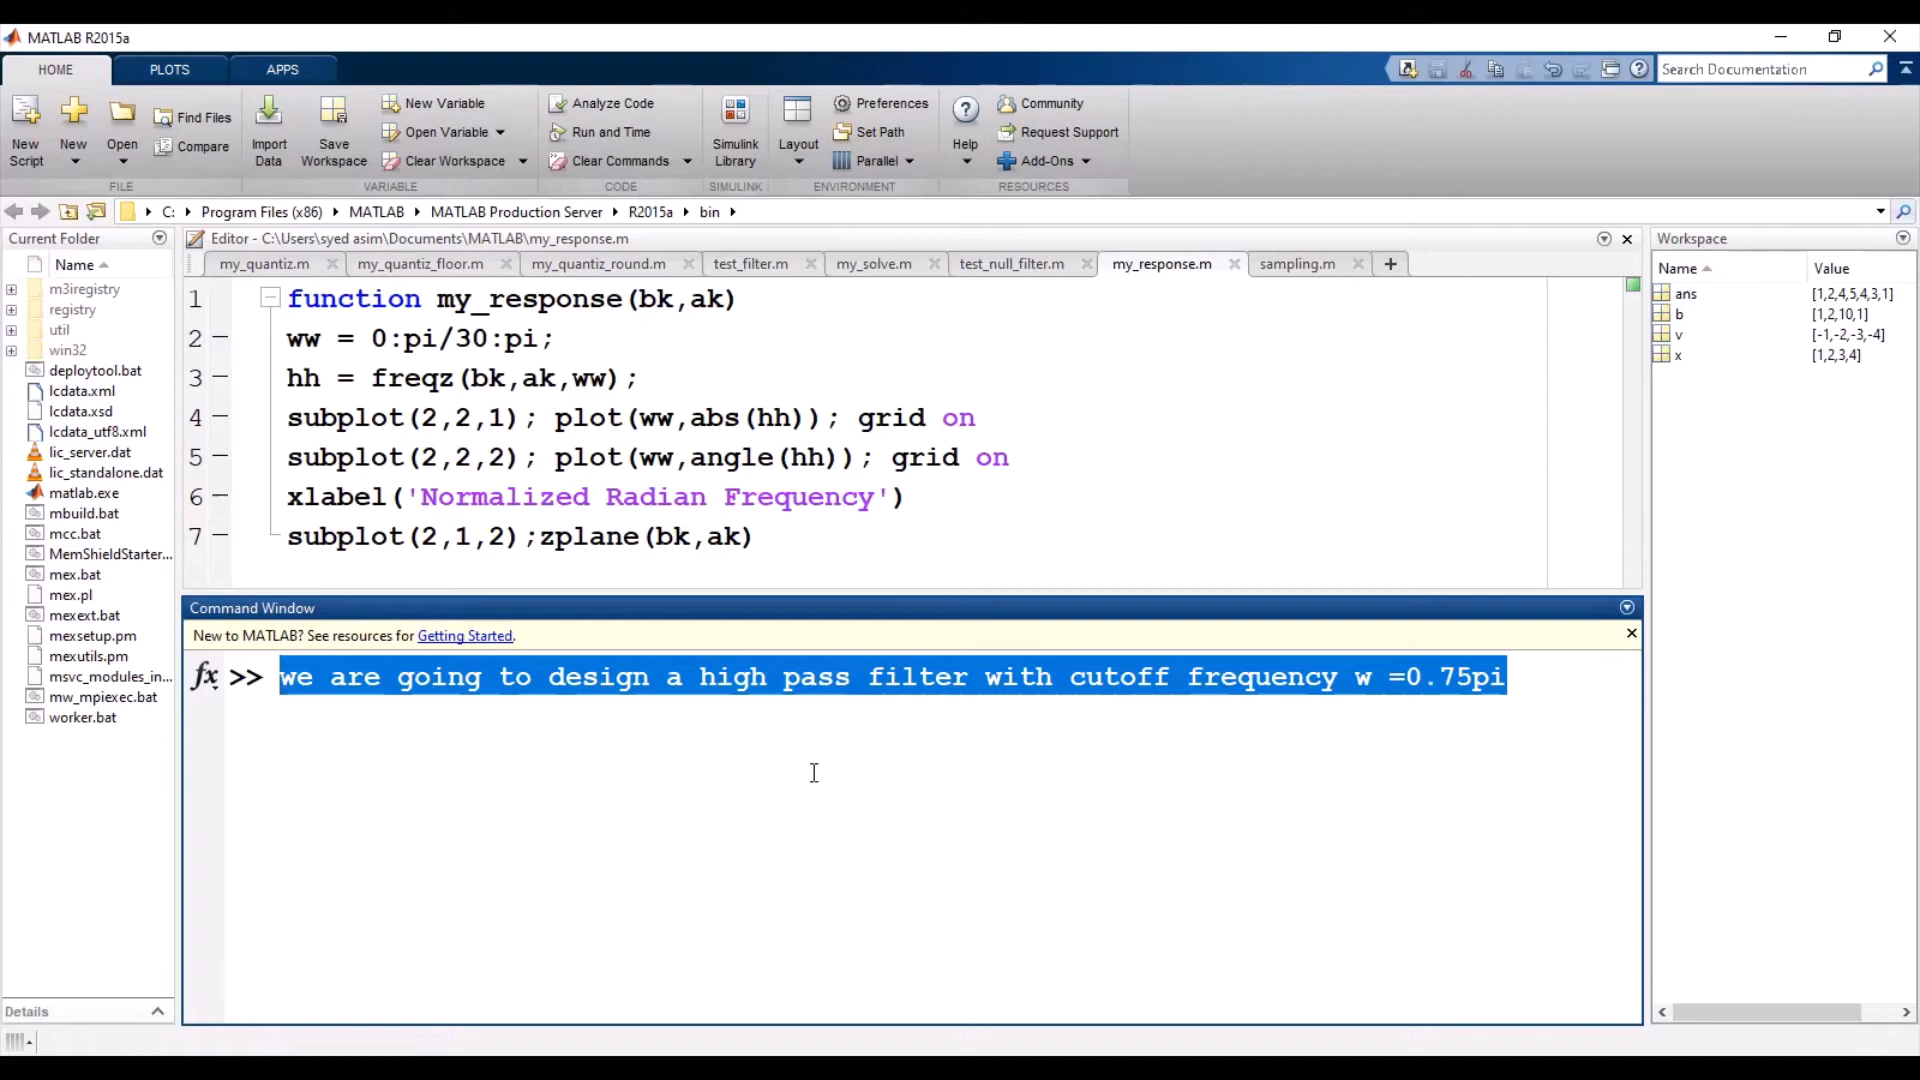 MATLAB R2015a
HOME
PLOTS
APPS
Search Documentation
New Script
New
Open
Find Files
Compare
Import Data
Save Workspace
New Variable
Open Variable
Clear Workspace
Analyze Code
Run and Time
Clear Commands
Simulink Library
Layout
Preferences
Set Path
Parallel
Help
Community
Request Support
Add-Ons
FILE
VARIABLE
CODE
SIMULINK
ENVIRONMENT
RESOURCES
C: Program Files (x86) MATLAB MATLAB Production Server R2015a bin
Current Folder
Name
m3iregistry
registry
util
win32
deploytool.bat
lcdata.xml
lcdata.xsd
lcdata_utf8.xml
lic_server.dat
lic_standalone.dat
matlab.exe
mbuild.bat
mcc.bat
MemShieldStarter...
mex.bat
mex.pl
mexext.bat
mexsetup.pm
mexutils.pm
msvc_modules_in...
mw_mpiexec.bat
worker.bat
Details
Editor - C:\Users\syed asim\Documents\MATLAB\my_response.m
my_quantiz.m
my_quantiz_floor.m
my_quantiz_round.m
test_filter.m
my_solve.m
test_null_filter.m
my_response.m
sampling.m
1 function my_response(bk,ak)
2 ww = 0:pi/30:pi;
3 hh = freqz(bk,ak,ww);
4 subplot(2,2,1); plot(ww,abs(hh)); grid on
5 subplot(2,2,2); plot(ww,angle(hh)); grid on
6 xlabel('Normalized Radian Frequency')
7 subplot(2,1,2);zplane(bk,ak)
Command Window
New to MATLAB? See resources for Getting Started.
fx >> we are going to design a high pass filter with cutoff frequency w =0.75pi
Workspace
Name Value
ans [1,2,4,5,4,3,1]
b [1,2,10,1]
v [-1,-2,-3,-4]
x [1,2,3,4]